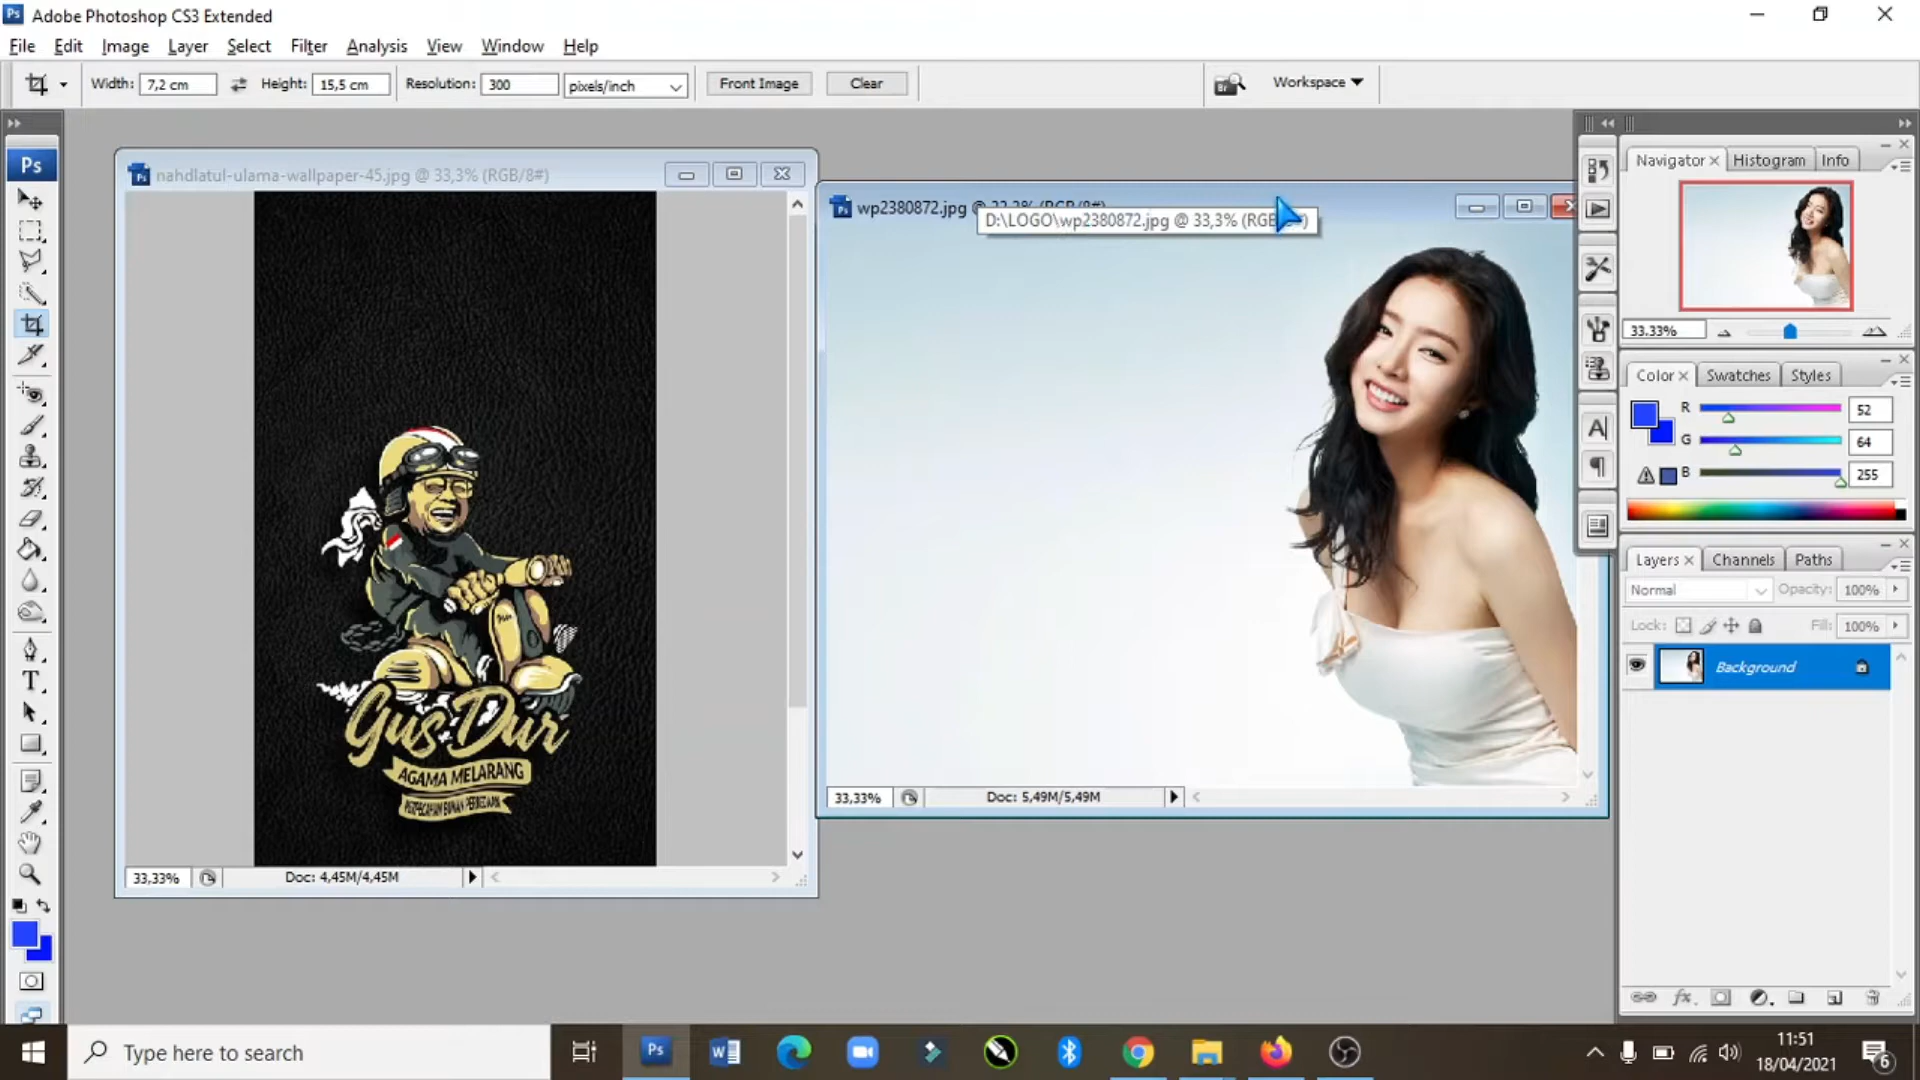 Ps Adobe Photoshop CS3 Extended
File Edit Image Layer Select Filter Analysis View Window Help
Width: 7,2 cm Height: 15,5 cm Resolution: 300 pixels/inch Front Image Clear Workspace
Ps
nahdlatul-ulama-wallpaper-45.jpg @ 33,3% (RGB/8#)
wp2380872.jpg @ 33,3% (RGB/8#)
D:\LOGO\wp2380872.jpg @ 33,3% (RGB/8#)
Navigator Histogram Info
33.33%
Color Swatches Styles
R 52
G 64
B 255
Layers Channels Paths
Normal Opacity: 100%
Lock: Fill: 100%
Background
Gus Dur
AGAMA MELARANG
33,33% Doc: 5,49M/5,49M
33,33% Doc: 4,45M/4,45M
Type here to search
11:51
18/04/2021
6